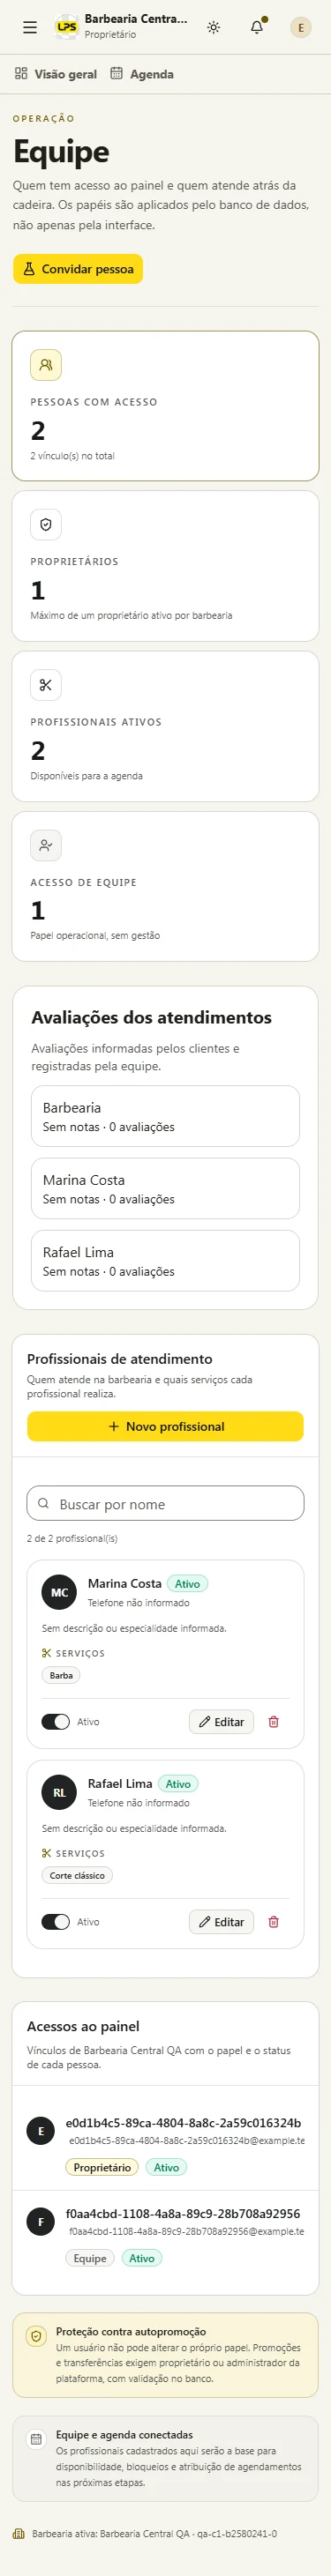 LPS
Barbearia Centra...
Proprietário
E
Visão geral
Agenda
OPERAÇÃO
Equipe
Quem tem acesso ao painel e quem atende atrás da
cadeira. Os papéis são aplicados pelo banco de dados,
não apenas pela interface.
Convidar pessoa
PESSOAS COM ACESSO
2
2 vínculo(s) no total
PROPRIETÁRIOS
1
Máximo de um proprietário ativo por barbearia
PROFISSIONAIS ATIVOS
2
Disponíveis para a agenda
ACESSO DE EQUIPE
1
Papel operacional, sem gestão
Avaliações dos atendimentos
Avaliações informadas pelos clientes e
registradas pela equipe.
Barbearia
Sem notas · 0 avaliações
Marina Costa
Sem notas · 0 avaliações
Rafael Lima
Sem notas · 0 avaliações
Profissionais de atendimento
Quem atende na barbearia e quais serviços cada
profissional realiza.
+ Novo profissional
Buscar por nome
2 de 2 profissional(is)
MC
Marina Costa Ativo
Telefone não informado
Sem descrição ou especialidade informada.
SERVIÇOS
Barba
Ativo
Editar
RL
Rafael Lima Ativo
Telefone não informado
Sem descrição ou especialidade informada.
SERVIÇOS
Corte clássico
Ativo
Editar
Acessos ao painel
Vínculos de Barbearia Central QA com o papel e o status
de cada pessoa.
E
e0d1b4c5-89ca-4804-8a8c-2a59c016324b
e0d1b4c5-89ca-4804-8a8c-2a59c016324b@example.te
Proprietário Ativo
F
f0aa4cbd-1108-4a8a-89c9-28b708a92956
f0aa4cbd-1108-4a8a-89c9-28b708a92956@example.te
Equipe Ativo
Proteção contra autopromoção
Um usuário não pode alterar o próprio papel. Promoções
e transferências exigem proprietário ou administrador da
plataforma, com validação no banco.
Equipe e agenda conectadas
Os profissionais cadastrados aqui serão a base para
disponibilidade, bloqueios e atribuição de agendamentos
nas próximas etapas.
Barbearia ativa: Barbearia Central QA · qa-c1-b2580241-0